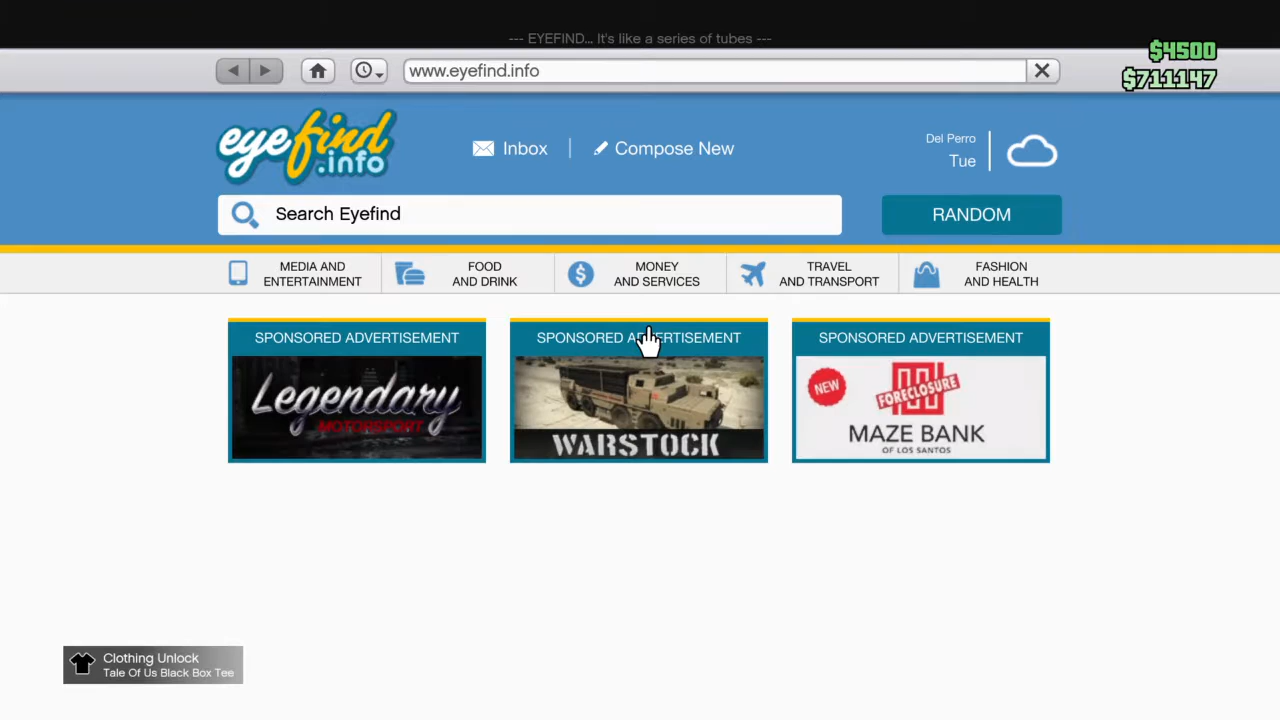 --- EYEFIND... It's like a series of tubes ---
$4500
$711147
www.eyefind.info
eyefind
.info
Inbox
Compose New
Del Perro
Tue
Search Eyefind
RANDOM
MEDIA AND
ENTERTAINMENT
FOOD
AND DRINK
MONEY
AND SERVICES
TRAVEL
AND TRANSPORT
FASHION
AND HEALTH
SPONSORED ADVERTISEMENT
Legendary
MOTORSPORT
SPONSORED ADVERTISEMENT
WARSTOCK
SPONSORED ADVERTISEMENT
NEW
FORECLOSURE
MAZE BANK
OF LOS SANTOS
Clothing Unlock
Tale Of Us Black Box Tee